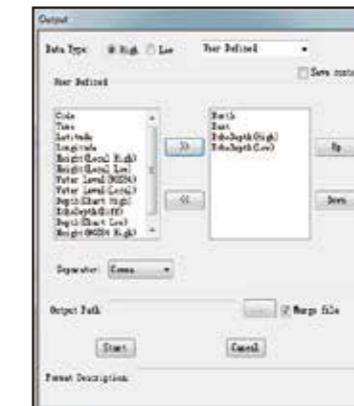 Output
Data Type: High Low User Defined
Save custo
User Defined
Code
Time
Latitude
Longitude
Height(Local High)
Height(Local Low)
Water Level(WGS84)
Water Level(Local)
Depth(Chart High)
EchoDepth(Diff)
Depth(Chart Low)
Height(WGS84 High)
>>
<<
North
East
EchoDepth(High)
EchoDepth(Low)
Up
Down
Separator: Comma
Output Path
...
Merge file
Start
Cancel
Format Description: